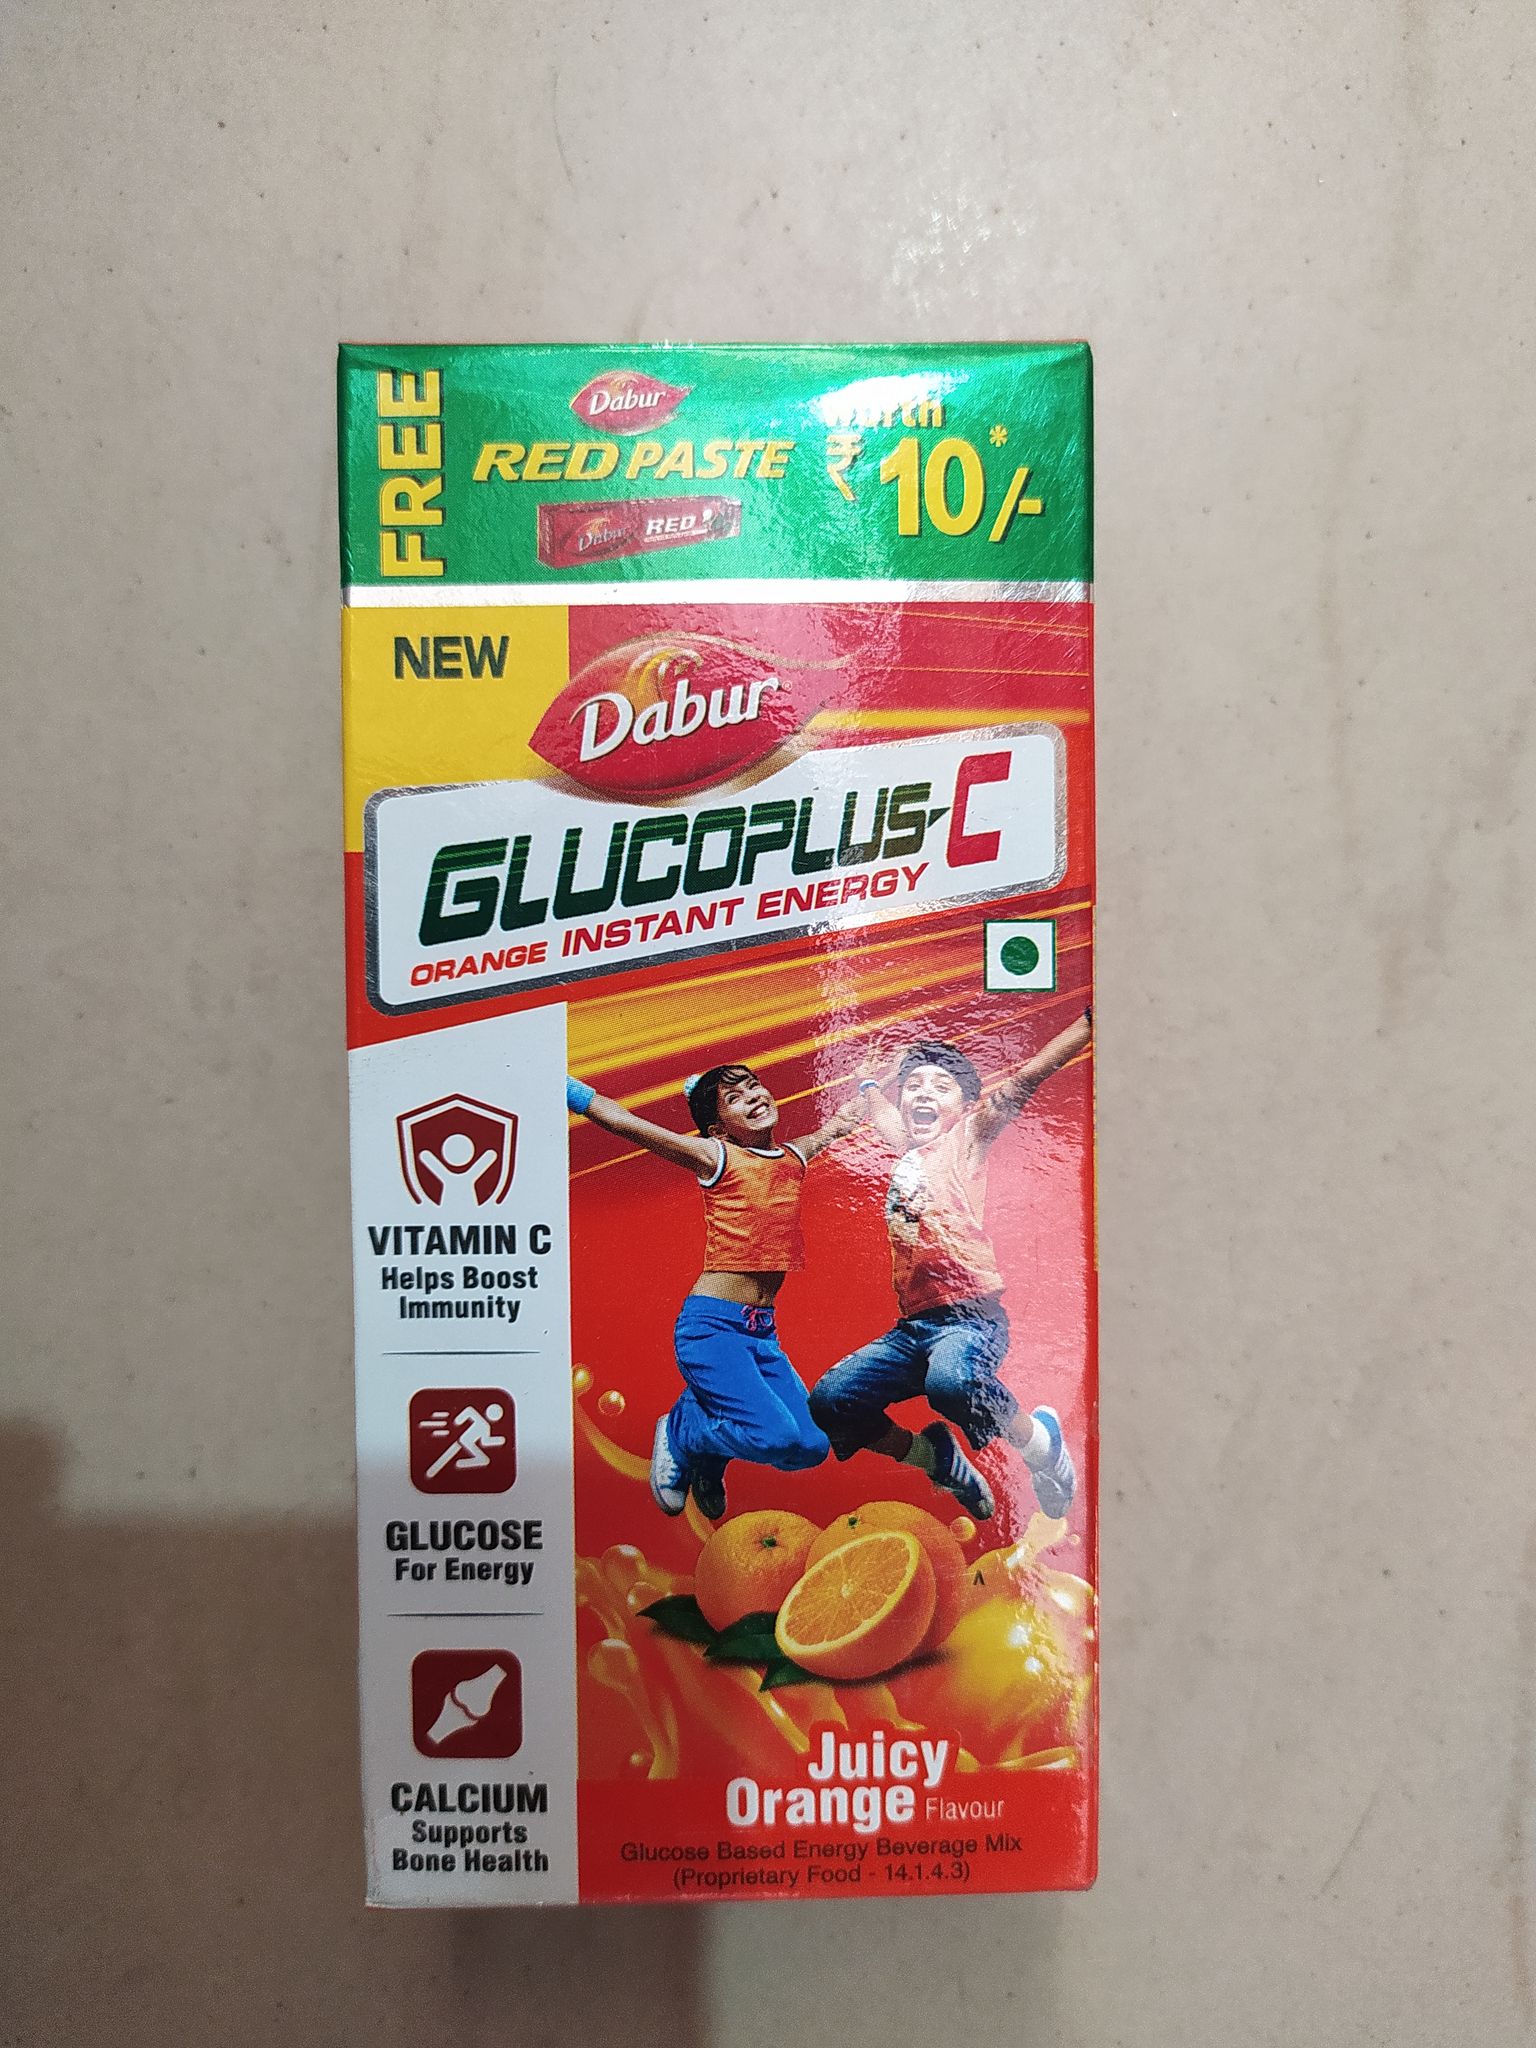 FREE
Dabur
RED PASTE
Dabur RED
Worth
₹10*/-
NEW
Dabur
GLUCOPLUS-C
ORANGE INSTANT ENERGY
VITAMIN C
Helps Boost
Immunity
GLUCOSE
For Energy
CALCIUM
Supports
Bone Health
Juicy
Orange Flavour
Glucose Based Energy Beverage Mix
(Proprietary Food - 14.1.4.3)